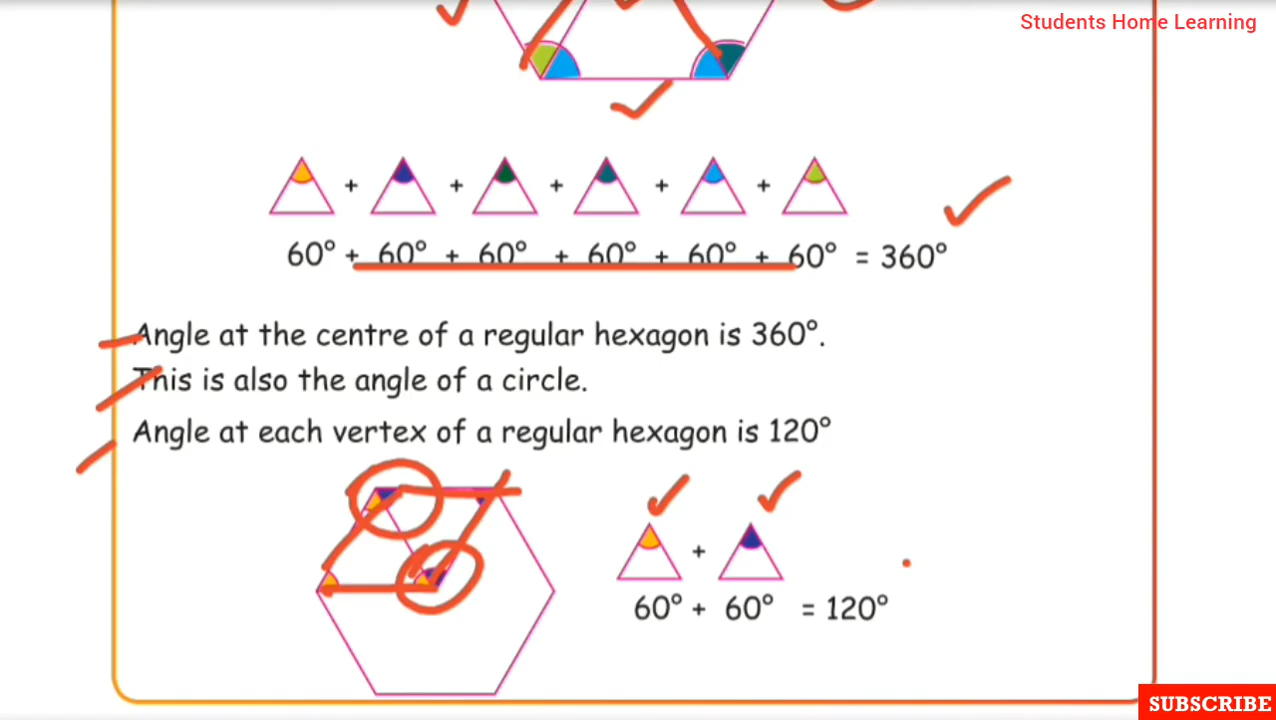 Students Home Learning
+ + + + +
60° + 60° + 60° + 60° + 60° + 60° = 360°
Angle at the centre of a regular hexagon is 360°.
This is also the angle of a circle.
Angle at each vertex of a regular hexagon is 120°
+
60° + 60° = 120°
SUBSCRIBE